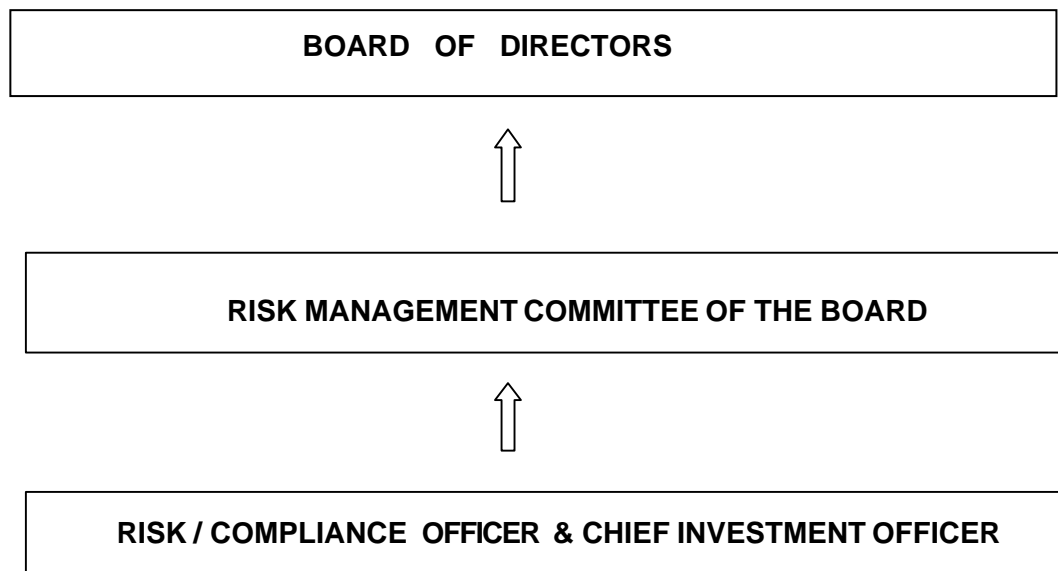 BOARD OF DIRECTORS
RISK MANAGEMENT COMMITTEE OF THE BOARD
RISK / COMPLIANCE OFFICER & CHIEF INVESTMENT OFFICER